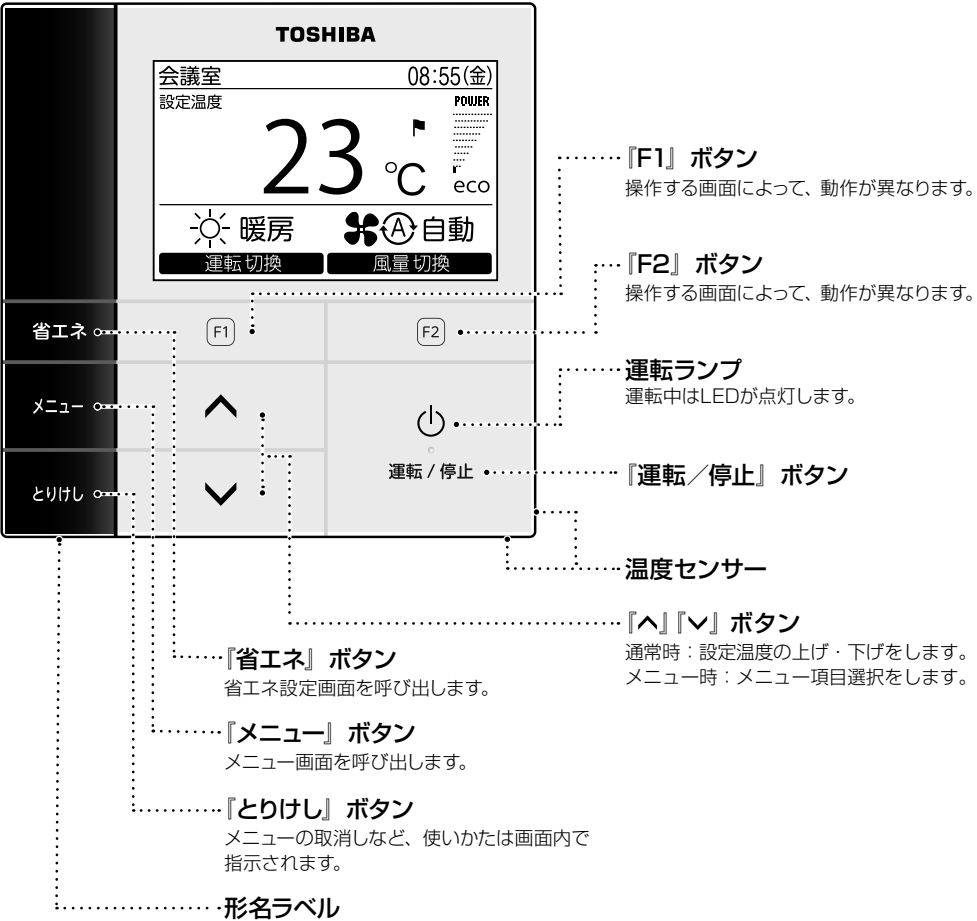 TOSHIBA
会議室 08:55(金)
設定温度 POWER
23 ℃ eco
暖房 A 自動
運転切換 風量切換
省エネ F1 F2
メニュー
とりけし 運転 / 停止
『F1』 ボタン
操作する画面によって、動作が異なります。
『F2』 ボタン
操作する画面によって、動作が異なります。
運転ランプ
運転中はLEDが点灯します。
『運転／停止』 ボタン
温度センサー
『∧』『∨』 ボタン
通常時：設定温度の上げ・下げをします。
メニュー時：メニュー項目選択をします。
『省エネ』 ボタン
省エネ設定画面を呼び出します。
『メニュー』 ボタン
メニュー画面を呼び出します。
『とりけし』 ボタン
メニューの取消しなど、使いかたは画面内で
指示されます。
形名ラベル